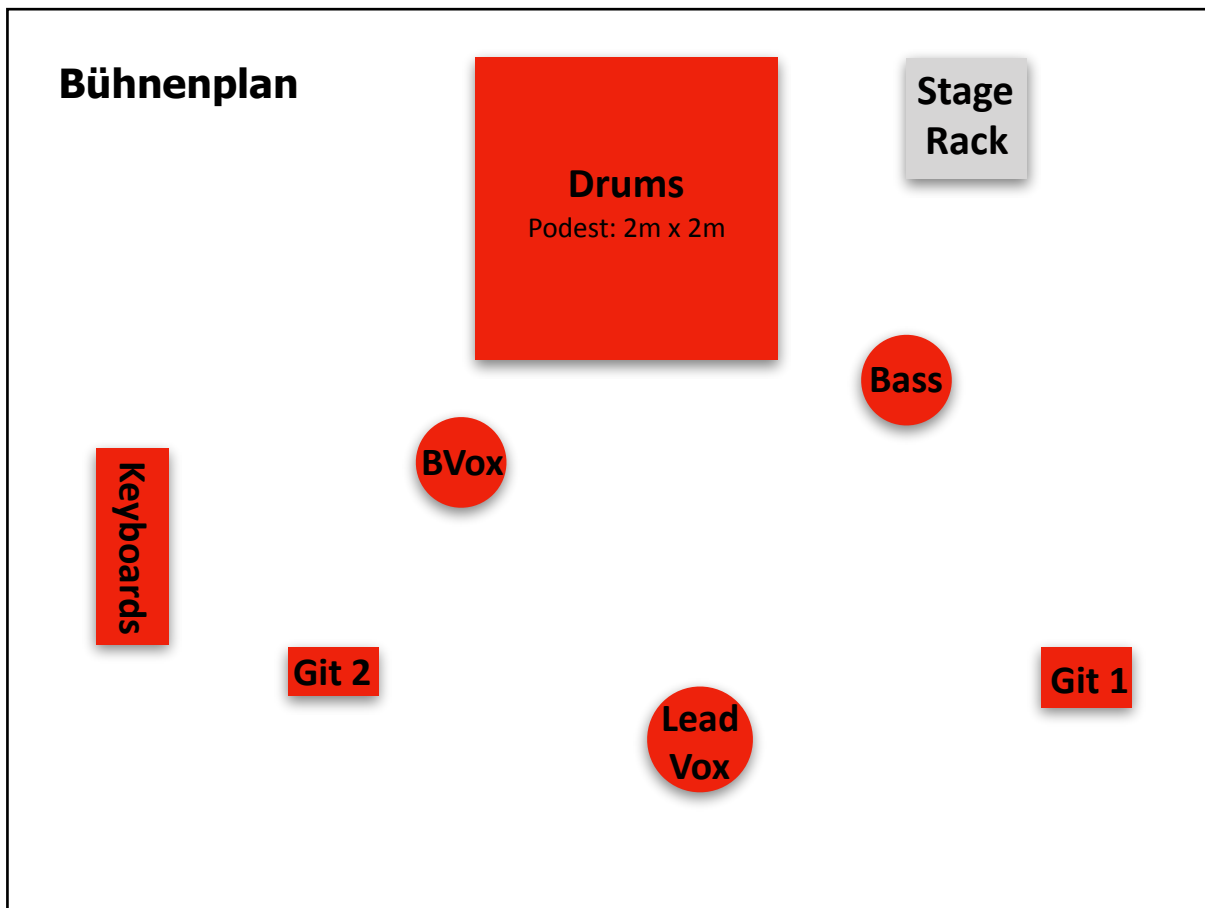 Bühnenplan
Drums
Podest: 2m x 2m
Stage
Rack
Bass
BVox
Keyboards
Git 2
Lead
Vox
Git 1